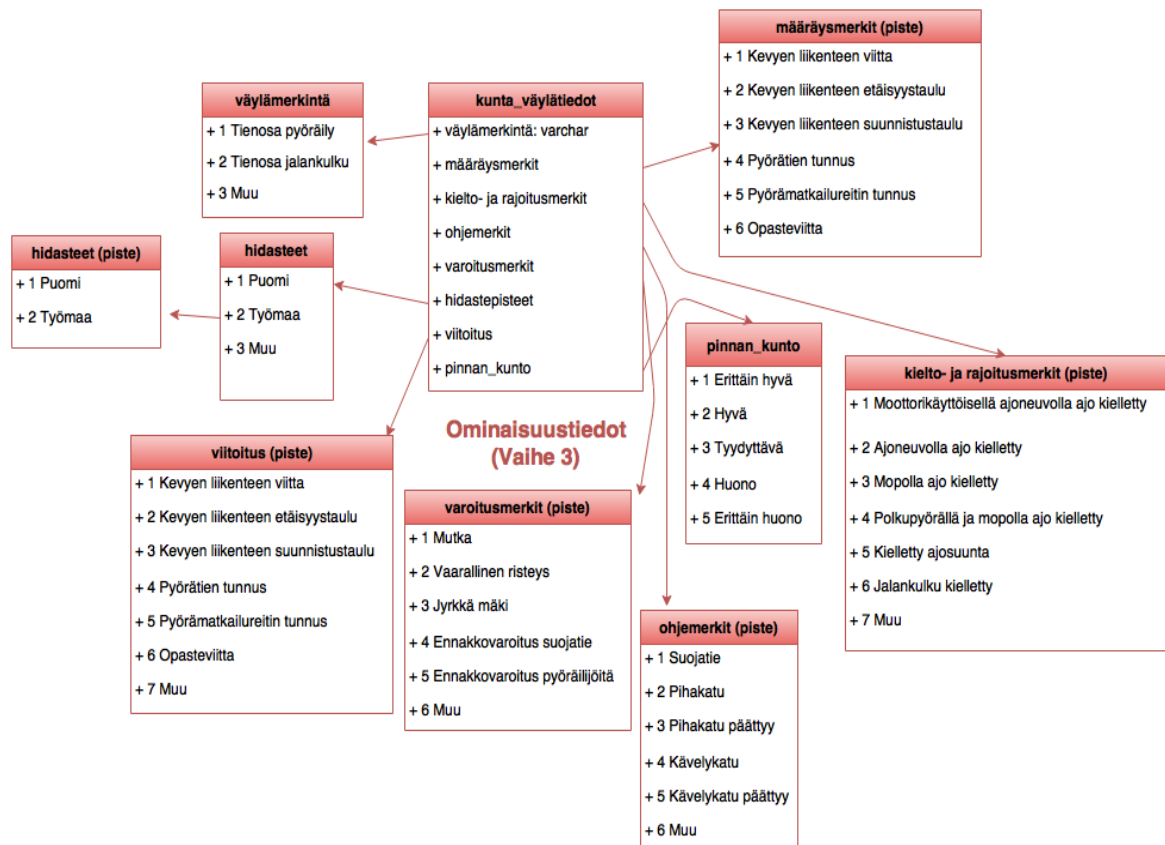 määräysmerkit (piste)
+ 1 Kevyen liikenteen viitta
+ 2 Kevyen liikenteen etäisyystaulu
+ 3 Kevyen liikenteen suunnistustaulu
+ 4 Pyörätien tunnus
+ 5 Pyörämatkailureitin tunnus
+ 6 Opasteviitta
väylämerkintä
+ 1 Tienosa pyöräily
+ 2 Tienosa jalankulku
+ 3 Muu
kunta_väylätiedot
+ väylämerkintä: varchar
+ määräysmerkit
+ kielto- ja rajoitusmerkit
+ ohjemerkit
+ varoitusmerkit
+ hidastepisteet
+ viitoitus
+ pinnan_kunto
hidasteet (piste)
+ 1 Puomi
+ 2 Työmaa
hidasteet
+ 1 Puomi
+ 2 Työmaa
+ 3 Muu
pinnan_kunto
+ 1 Erittäin hyvä
+ 2 Hyvä
+ 3 Tyydyttävä
+ 4 Huono
+ 5 Erittäin huono
kielto- ja rajoitusmerkit (piste)
+ 1 Moottorikäyttöisellä ajoneuvolla ajo kielletty
+ 2 Ajoneuvolla ajo kielletty
+ 3 Mopolla ajo kielletty
+ 4 Polkupyörällä ja mopolla ajo kielletty
+ 5 Kielletty ajosuunta
+ 6 Jalankulku kielletty
+ 7 Muu
Ominaisuustiedot
(Vaihe 3)
viitoitus (piste)
+ 1 Kevyen liikenteen viitta
+ 2 Kevyen liikenteen etäisyystaulu
+ 3 Kevyen liikenteen suunnistustaulu
+ 4 Pyörätien tunnus
+ 5 Pyörämatkailureitin tunnus
+ 6 Opasteviitta
+ 7 Muu
varoitusmerkit (piste)
+ 1 Mutka
+ 2 Vaarallinen risteys
+ 3 Jyrkkä mäki
+ 4 Ennakkovaroitus suojatie
+ 5 Ennakkovaroitus pyöräilijöitä
+ 6 Muu
ohjemerkit (piste)
+ 1 Suojatie
+ 2 Pihakatu
+ 3 Pihakatu päättyy
+ 4 Kävelykatu
+ 5 Kävelykatu päättyy
+ 6 Muu